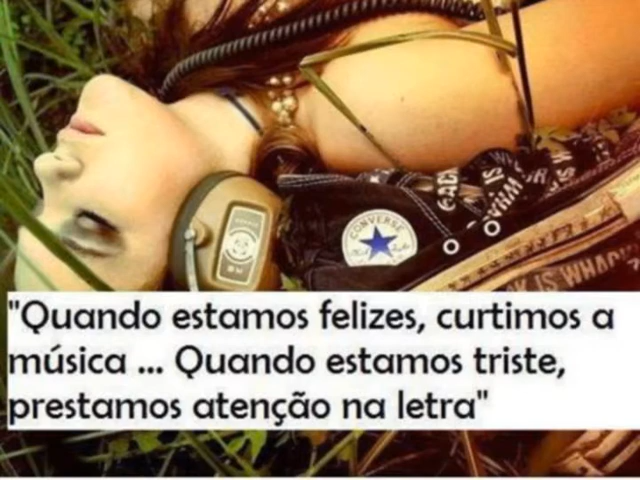 CONVERSE
"Quando estamos felizes, curtimos a
música ... Quando estamos triste,
prestamos atenção na letra"